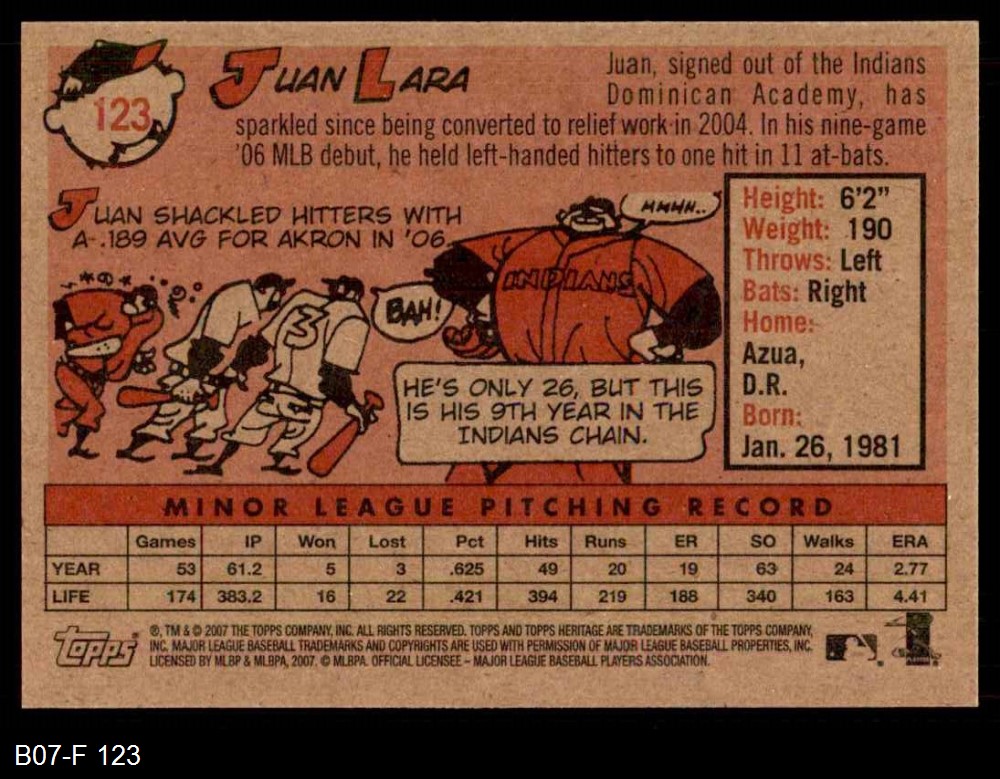 123
JUAN LARA
Juan, signed out of the Indians
Dominican Academy, has
sparkled since being converted to relief work in 2004. In his nine-game
'06 MLB debut, he held left-handed hitters to one hit in 11 at-bats.
JUAN SHACKLED HITTERS WITH
A .189 AVG FOR AKRON IN '06.
HMHN..
BAH!
INDIANS
3
HE'S ONLY 26, BUT THIS
IS HIS 9TH YEAR IN THE
INDIANS CHAIN.
Height: 6'2"
Weight: 190
Throws: Left
Bats: Right
Home:
Azua,
D.R.
Born:
Jan. 26, 1981
MINOR LEAGUE PITCHING RECORD
Games IP Won Lost Pct Hits Runs ER SO Walks ERA
YEAR 53 61.2 5 3 .625 49 20 19 63 24 2.77
LIFE 174 383.2 16 22 .421 394 219 188 340 163 4.41
topps
®, TM & © 2007 THE TOPPS COMPANY, INC. ALL RIGHTS RESERVED. TOPPS AND TOPPS HERITAGE ARE TRADEMARKS OF THE TOPPS COMPANY,
INC. MAJOR LEAGUE BASEBALL TRADEMARKS AND COPYRIGHTS ARE USED WITH PERMISSION OF MAJOR LEAGUE BASEBALL PROPERTIES, INC.
LICENSED BY MLBP & MLBPA, 2007. © MLBPA. OFFICIAL LICENSEE – MAJOR LEAGUE BASEBALL PLAYERS ASSOCIATION.
B07-F 123